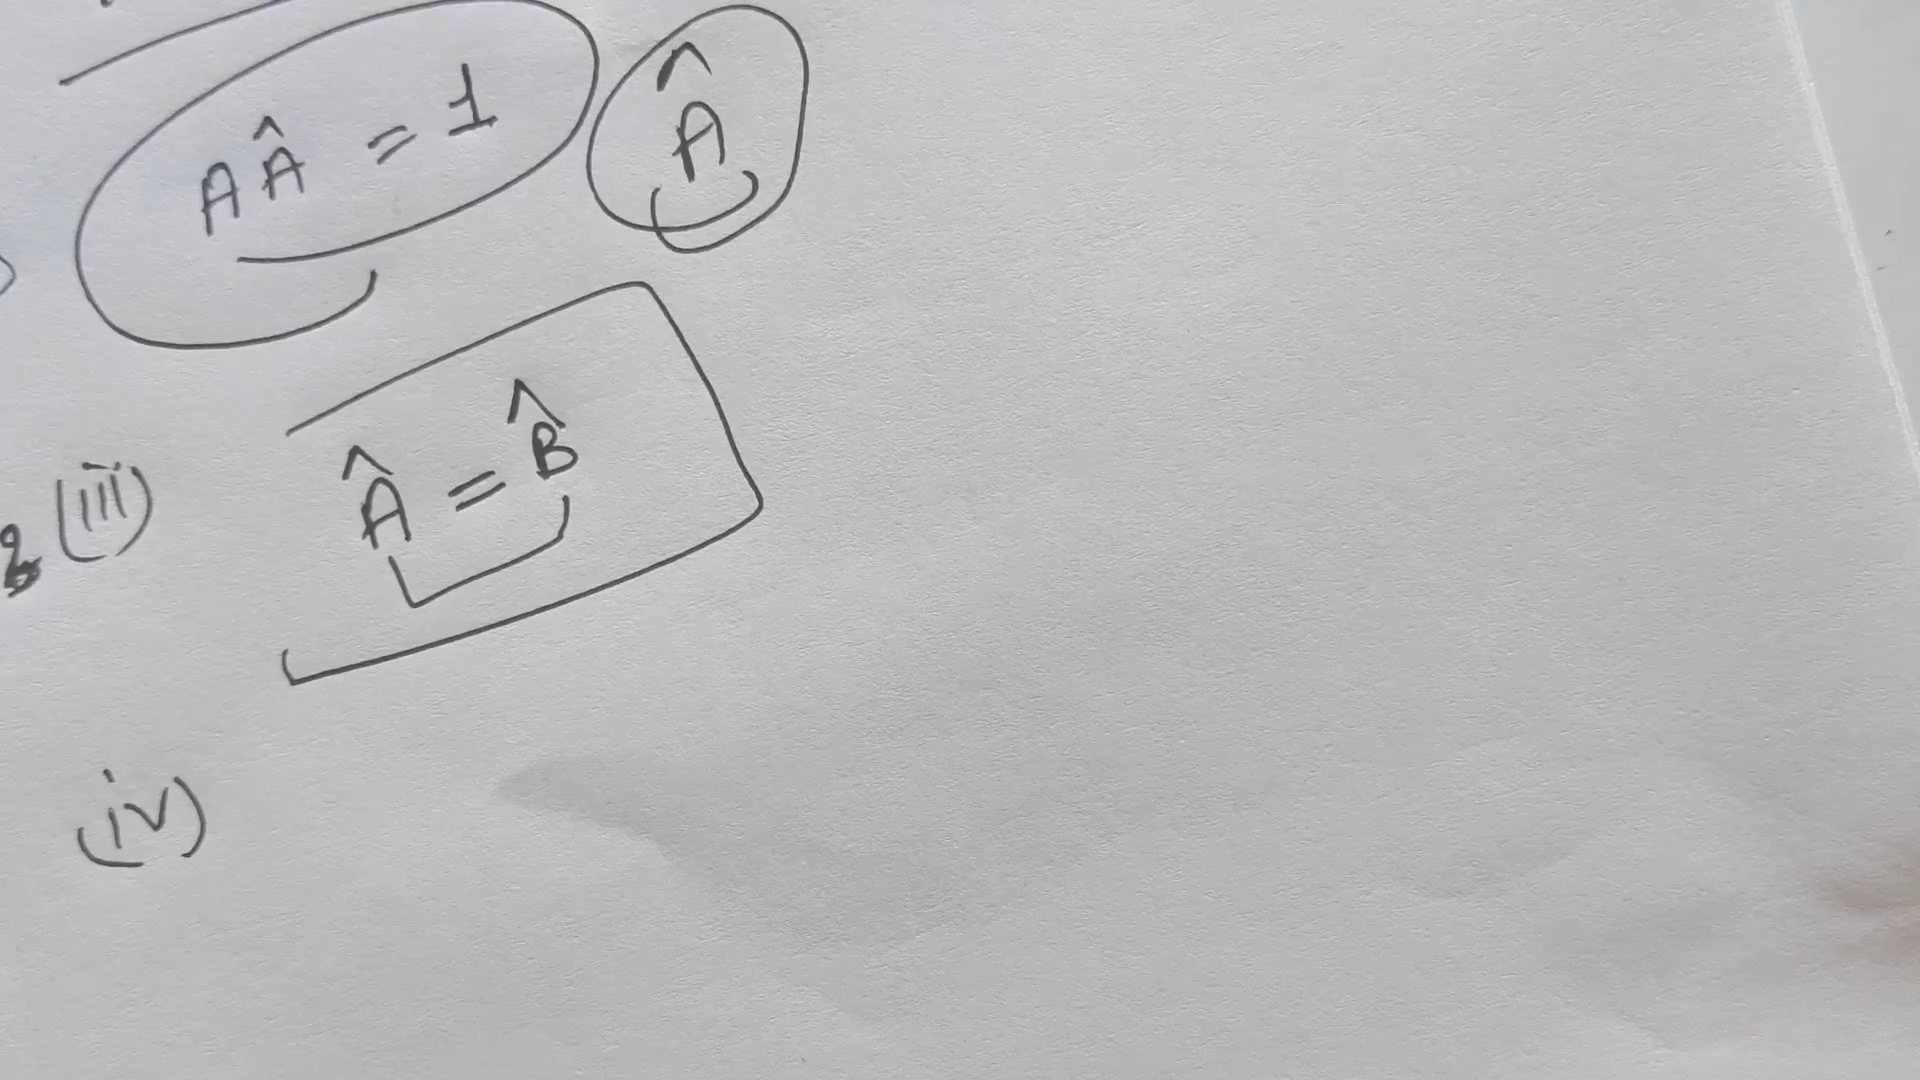 AÂ = 1 Â
(iii) Â = B̂
(iv)